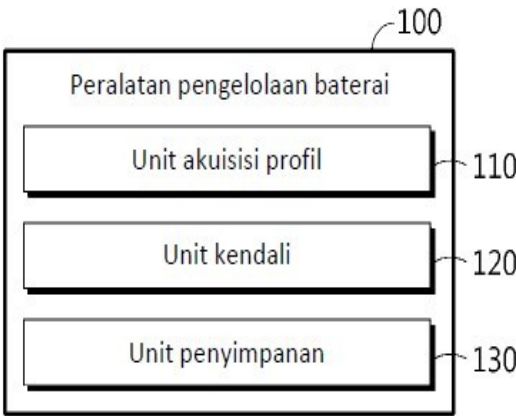 100
Peralatan pengelolaan baterai
Unit akuisisi profil
110
Unit kendali
120
Unit penyimpanan
130